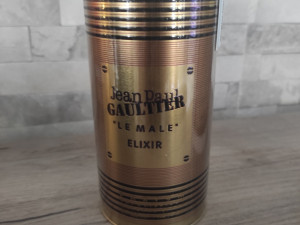 Jean Paul
GAULTIER
"LE MALE"
ELIXIR